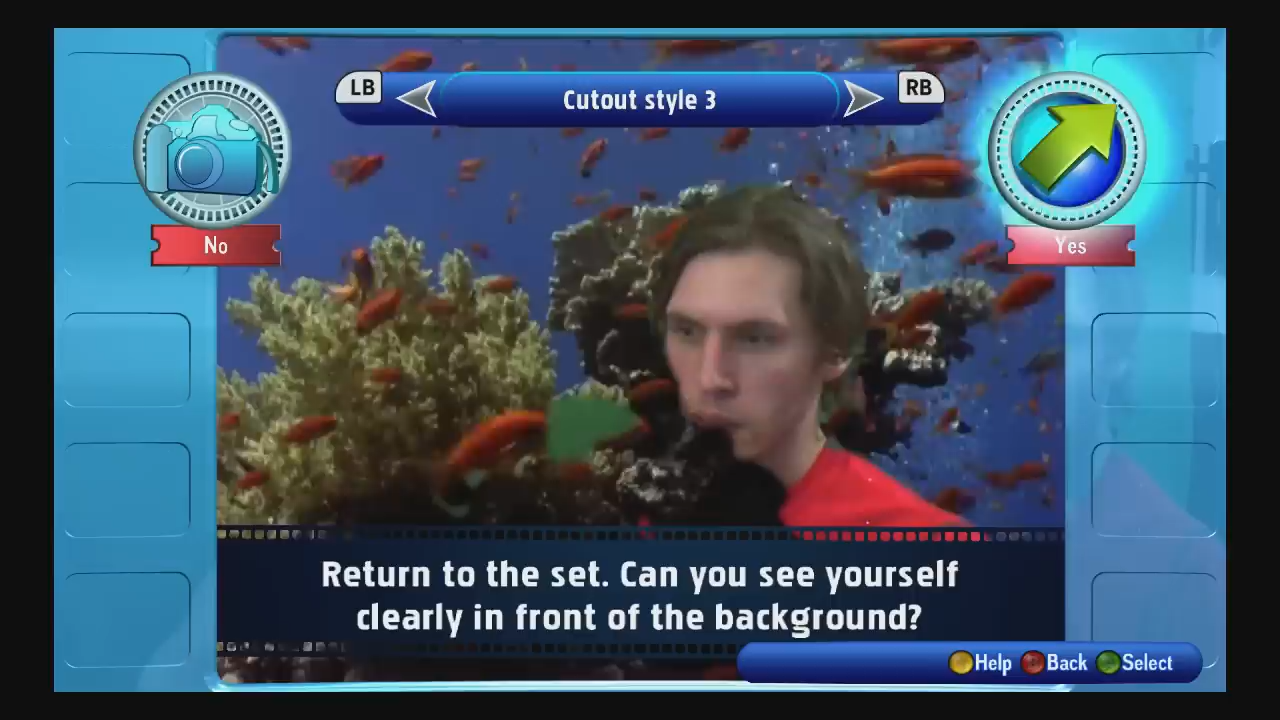 LB
Cutout style 3
RB
No
Yes
Return to the set. Can you see yourself
clearly in front of the background?
Help Back Select